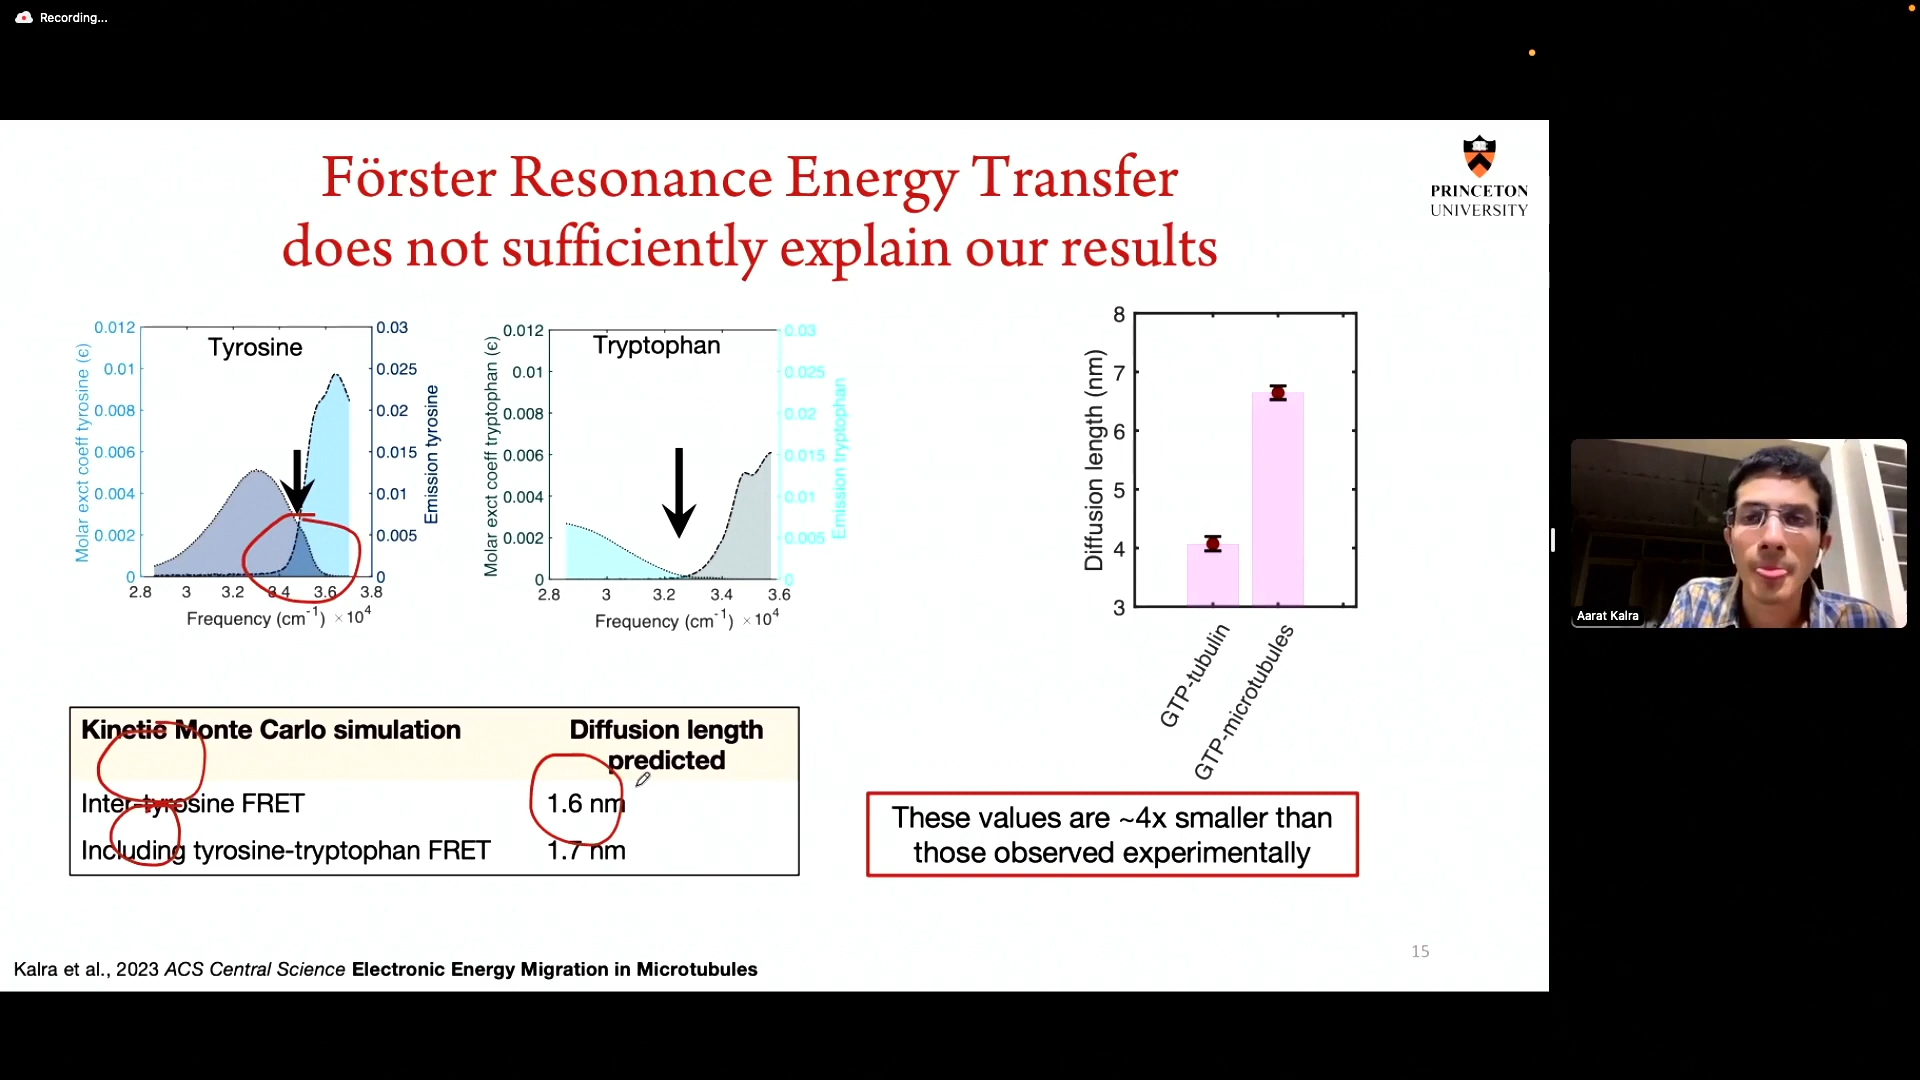 Recording...
Förster Resonance Energy Transfer
does not sufficiently explain our results
PRINCETON
UNIVERSITY
Tyrosine
Molar exct coeff tyrosine (ϵ)
0.012
0.01
0.008
0.006
0.004
0.002
0
0.03
0.025
0.02
0.015
0.01
0.005
0
Emission tyrosine
2.8 3 3.2 3.4 3.6 3.8
Frequency (cm⁻¹) ×10⁴
Tryptophan
Molar exct coeff tryptophan (ϵ)
0.012
0.01
0.008
0.006
0.004
0.002
0
0.03
0.025
0.02
0.015
0.01
0.005
0
Emission tryptophan
2.8 3 3.2 3.4 3.6
Frequency (cm⁻¹) ×10⁴
Diffusion length (nm)
8
7
6
5
4
3
GTP-tubulin
GTP-microtubules
Kinetic Monte Carlo simulation
Diffusion length
predicted
Inter-tyrosine FRET 1.6 nm
Including tyrosine-tryptophan FRET 1.7 nm
These values are ~4x smaller than
those observed experimentally
15
Kalra et al., 2023 ACS Central Science Electronic Energy Migration in Microtubules
Aarat Kalra